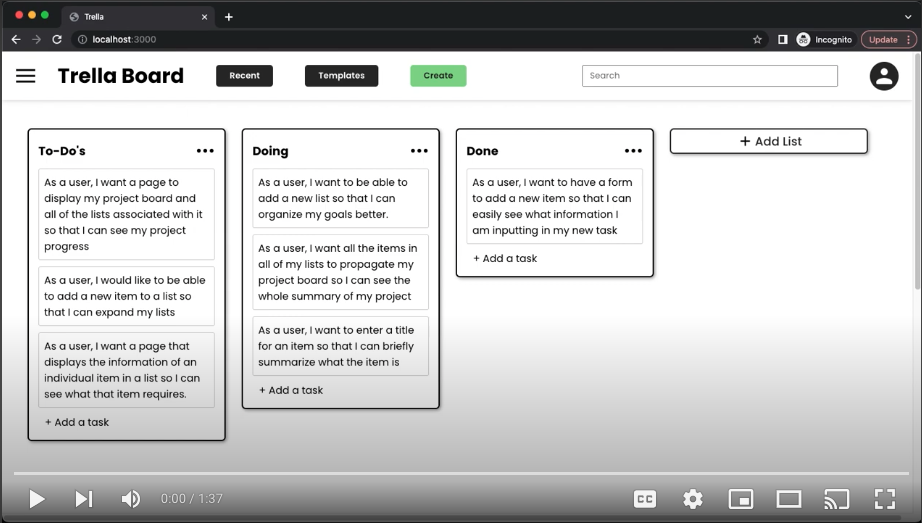 Trella
localhost:3000
Incognito
Update
Trella Board
Recent
Templates
Create
Search
To-Do's
As a user, I want a page to
display my project board and
all of the lists associated with it
so that I can see my project
progress
As a user, I would like to be able
to add a new item to a list so
that I can expand my lists
As a user, I want a page that
displays the information of an
individual item in a list so I can
see what that item requires.
+ Add a task
Doing
As a user, I want to be able to
add a new list so that I can
organize my goals better.
As a user, I want all the items in
all of my lists to propagate my
project board so I can see the
whole summary of my project
As a user, I want to enter a title
for an item so that I can briefly
summarize what the item is
+ Add a task
Done
As a user, I want to have a form
to add a new item so that I can
easily see what information I
am inputting in my new task
+ Add a task
+ Add List
0:00 / 1:37
CC